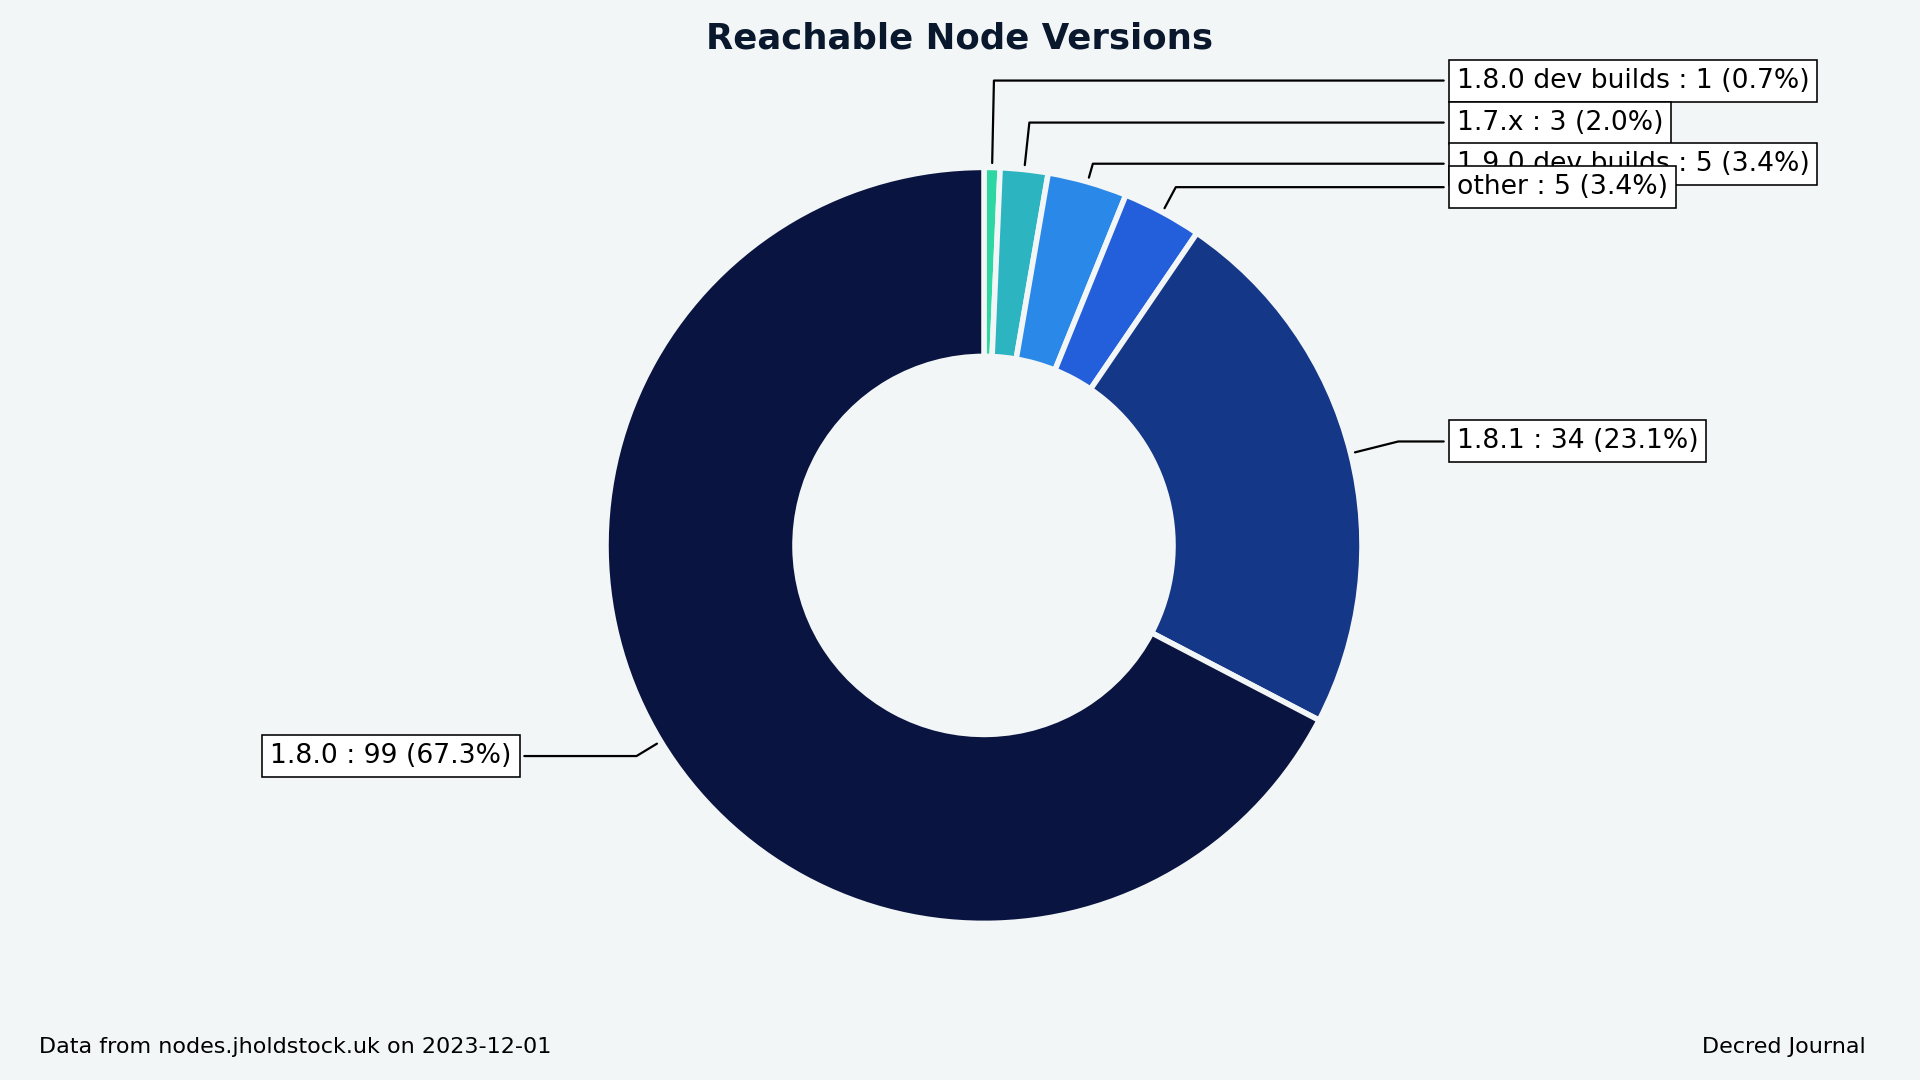 Reachable Node Versions
1.8.0 dev builds : 1 (0.7%)
1.7.x : 3 (2.0%)
1.9.0 dev builds : 5 (3.4%)
other : 5 (3.4%)
1.8.1 : 34 (23.1%)
1.8.0 : 99 (67.3%)
Data from nodes.jholdstock.uk on 2023-12-01
Decred Journal